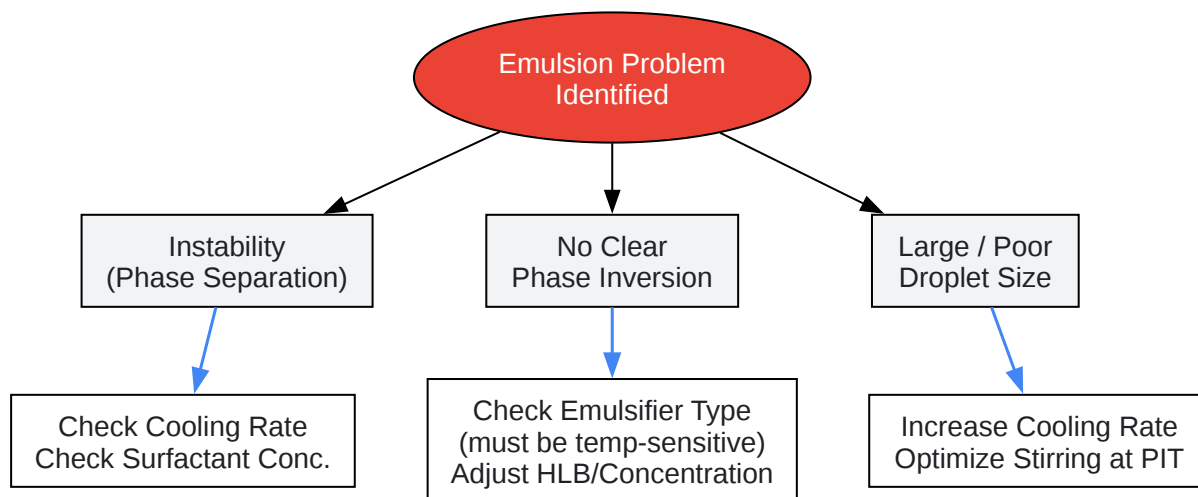 Emulsion Problem
Identified
Instability
(Phase Separation)
No Clear
Phase Inversion
Large / Poor
Droplet Size
Check Cooling Rate
Check Surfactant Conc.
Check Emulsifier Type
(must be temp-sensitive)
Adjust HLB/Concentration
Increase Cooling Rate
Optimize Stirring at PIT